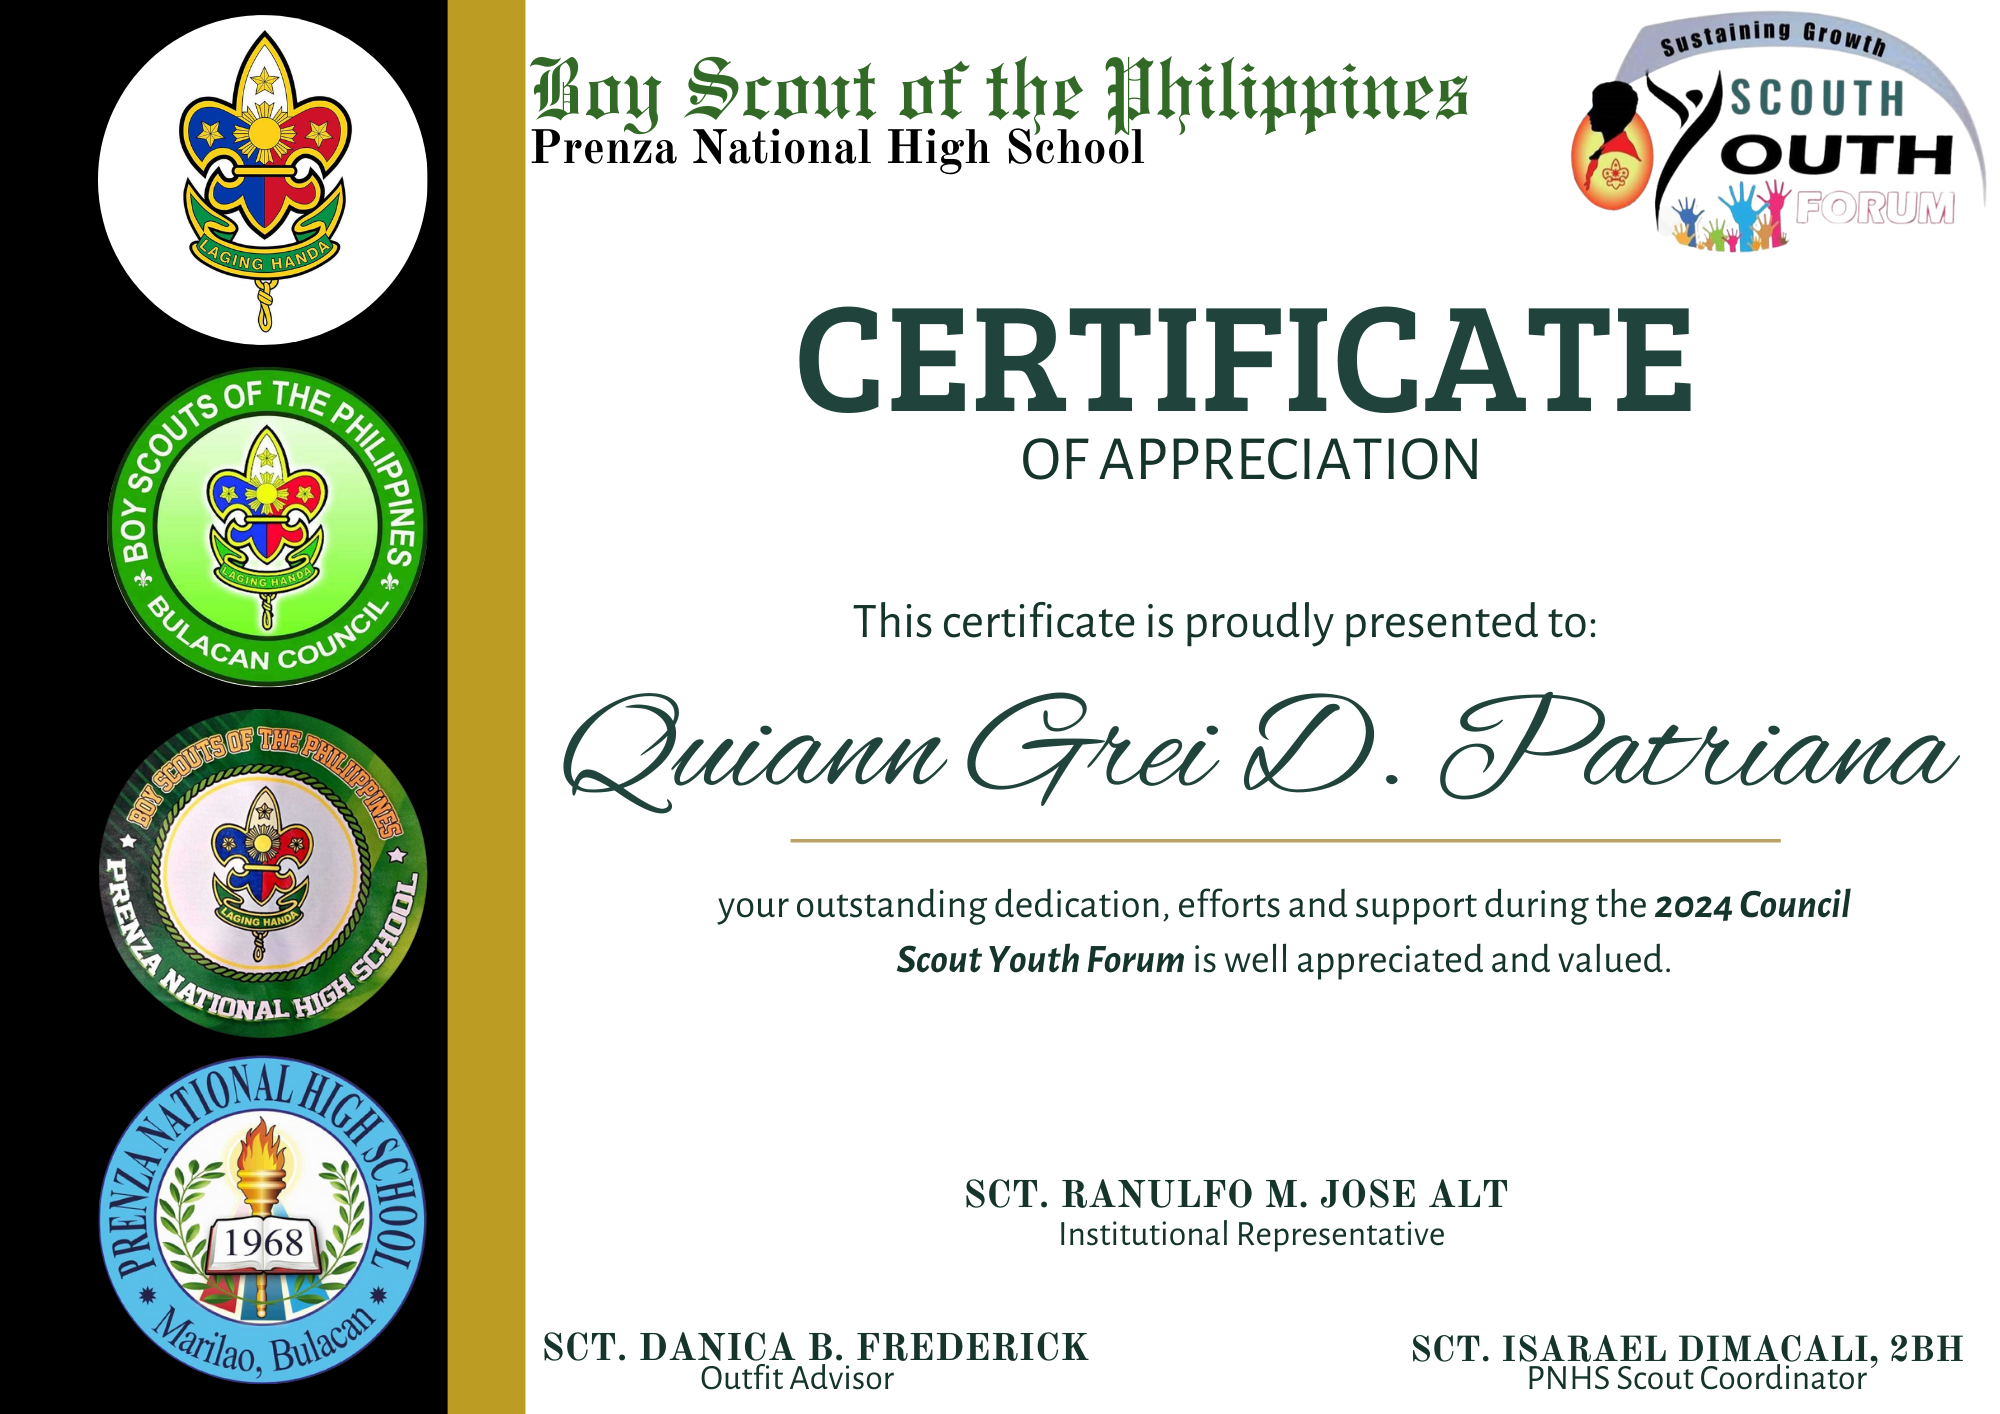 Boy Scout of the Philippines
Prenza National High School
Sustaining Growth
SCOUTH
YOUTH
FORUM
CERTIFICATE
OF APPRECIATION
This certificate is proudly presented to:
Quiann Grei D. Patriana
your outstanding dedication, efforts and support during the 2024 Council
Scout Youth Forum is well appreciated and valued.
SCT. RANULFO M. JOSE ALT
Institutional Representative
SCT. DANICA B. FREDERICK
Outfit Advisor
SCT. ISARAEL DIMACALI, 2BH
PNHS Scout Coordinator
LAGING HANDA
BOY SCOUTS OF THE PHILIPPINES
LAGING HANDA
BULACAN COUNCIL
BOY SCOUTS OF THE PHILIPPINES
LAGING HANDA
PRENZA NATIONAL HIGH SCHOOL
PRENZA NATIONAL HIGH SCHOOL
1968
Marilao, Bulacan